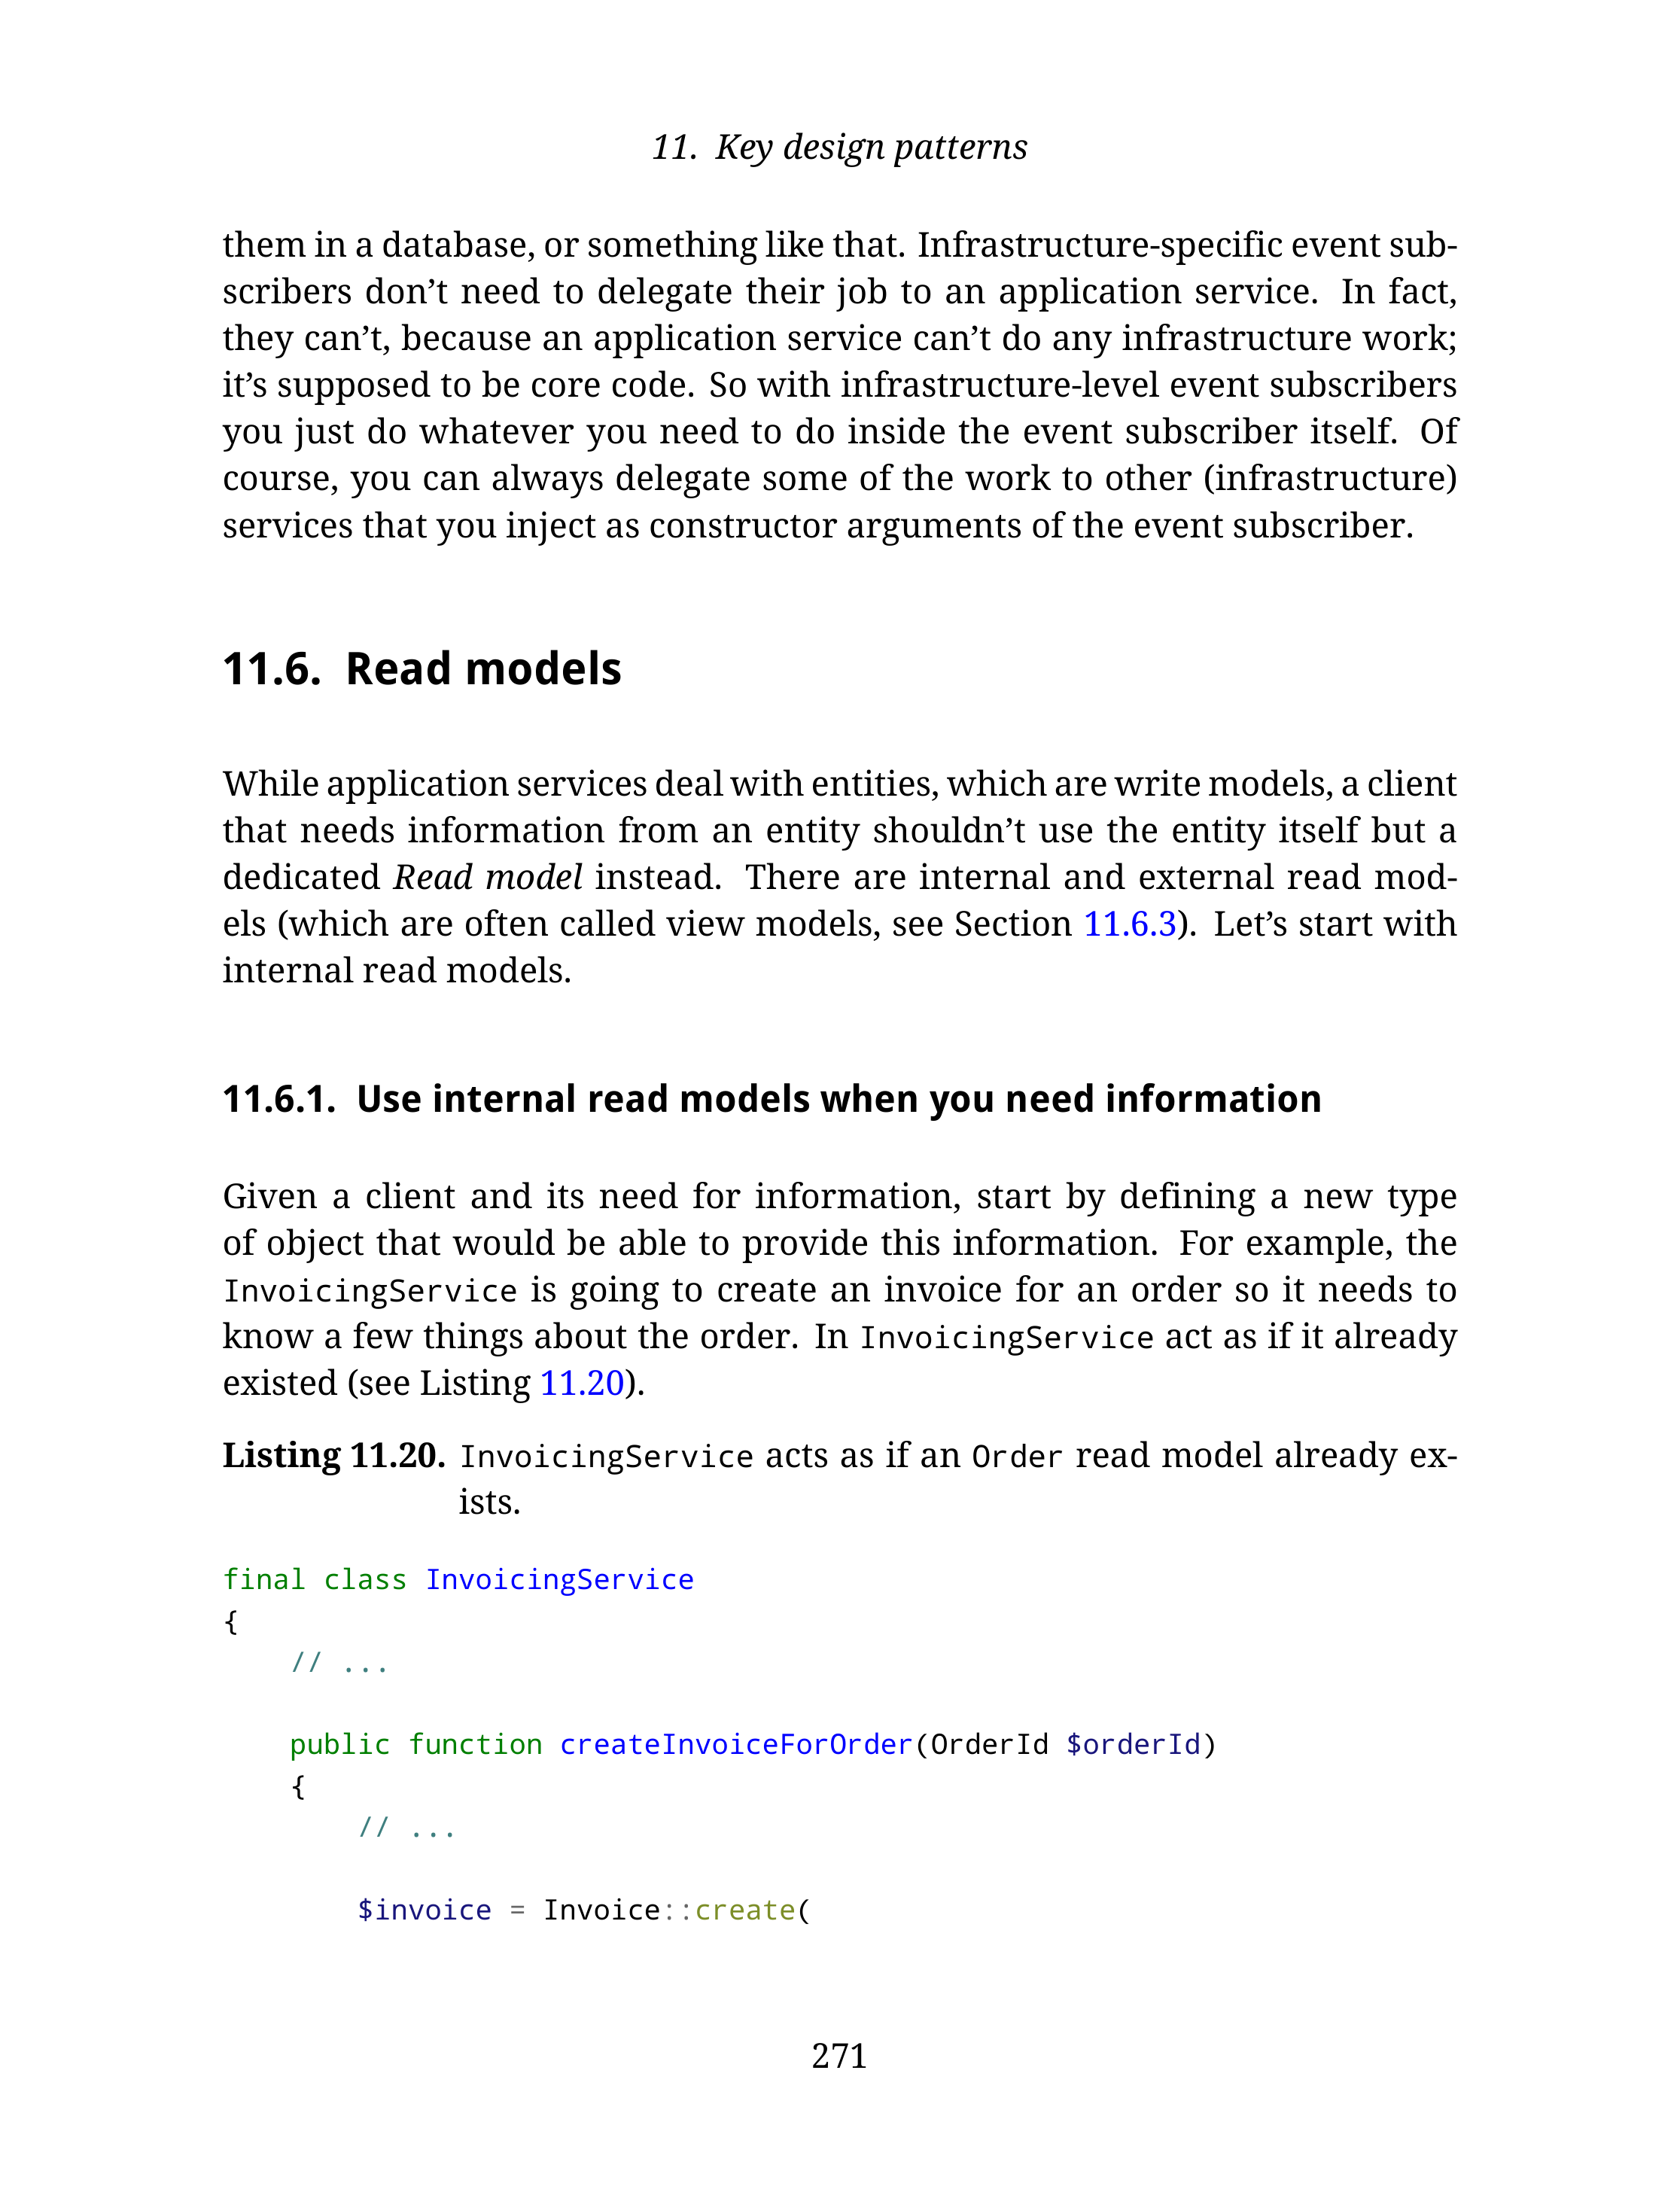 11. Key design patterns
them in a database, or something like that. Infrastructure-specific event sub-
scribers don’t need to delegate their job to an application service. In fact,
they can’t, because an application service can’t do any infrastructure work;
it’s supposed to be core code. So with infrastructure-level event subscribers
you just do whatever you need to do inside the event subscriber itself. Of
course, you can always delegate some of the work to other (infrastructure)
services that you inject as constructor arguments of the event subscriber.
11.6. Read models
While application services deal with entities, which are write models, a client
that needs information from an entity shouldn’t use the entity itself but a
dedicated Read model instead. There are internal and external read mod-
els (which are often called view models, see Section 11.6.3). Let’s start with
internal read models.
11.6.1. Use internal read models when you need information
Given a client and its need for information, start by defining a new type
of object that would be able to provide this information. For example, the
InvoicingService is going to create an invoice for an order so it needs to
know a few things about the order. In InvoicingService act as if it already
existed (see Listing 11.20).
Listing 11.20. InvoicingService acts as if an Order read model already ex-
ists.
final class InvoicingService
{
    // ...
    public function createInvoiceForOrder(OrderId $orderId)
    {
        // ...
        $invoice = Invoice::create(
271